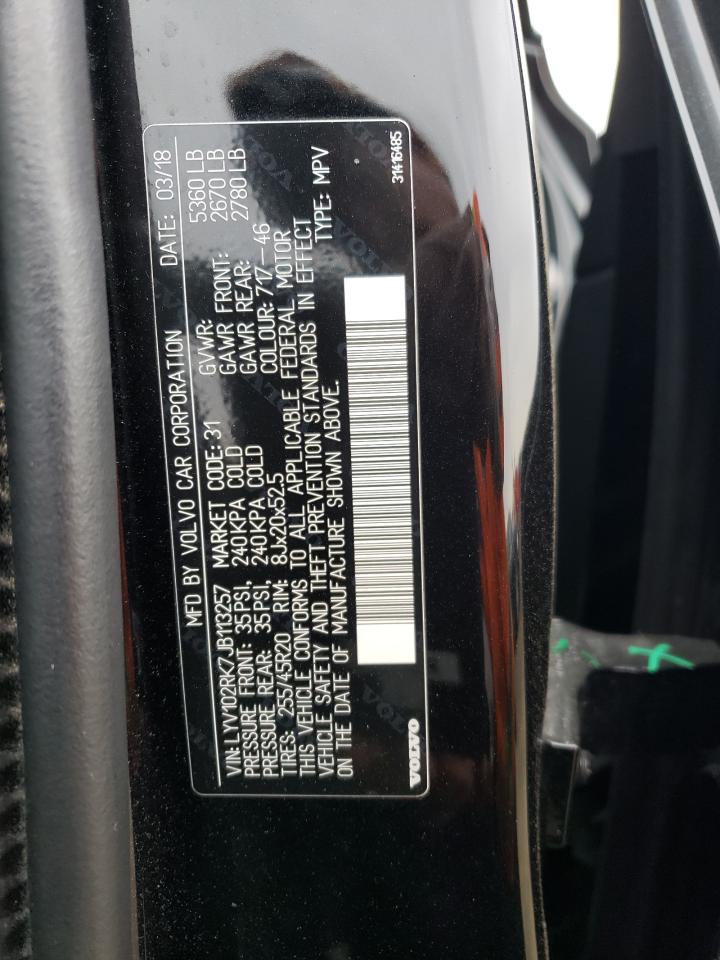 MFD BY VOLVO CAR CORPORATION DATE: 03/18
VIN: LYV102RK7JB113257 MARKET CODE: 31 GVWR: 5360 LB
PRESSURE FRONT: 35PSI, 240KPA COLD GAWR FRONT: 2670 LB
PRESSURE REAR: 35PSI, 240KPA COLD GAWR REAR: 2780 LB
TIRES: 255/45R20 RIM: 8Jx20x52.5 COLOUR: 717-46
THIS VEHICLE CONFORMS TO ALL APPLICABLE FEDERAL MOTOR
VEHICLE SAFETY AND THEFT PREVENTION STANDARDS IN EFFECT
ON THE DATE OF MANUFACTURE SHOWN ABOVE. TYPE: MPV
VOLVO 31416485